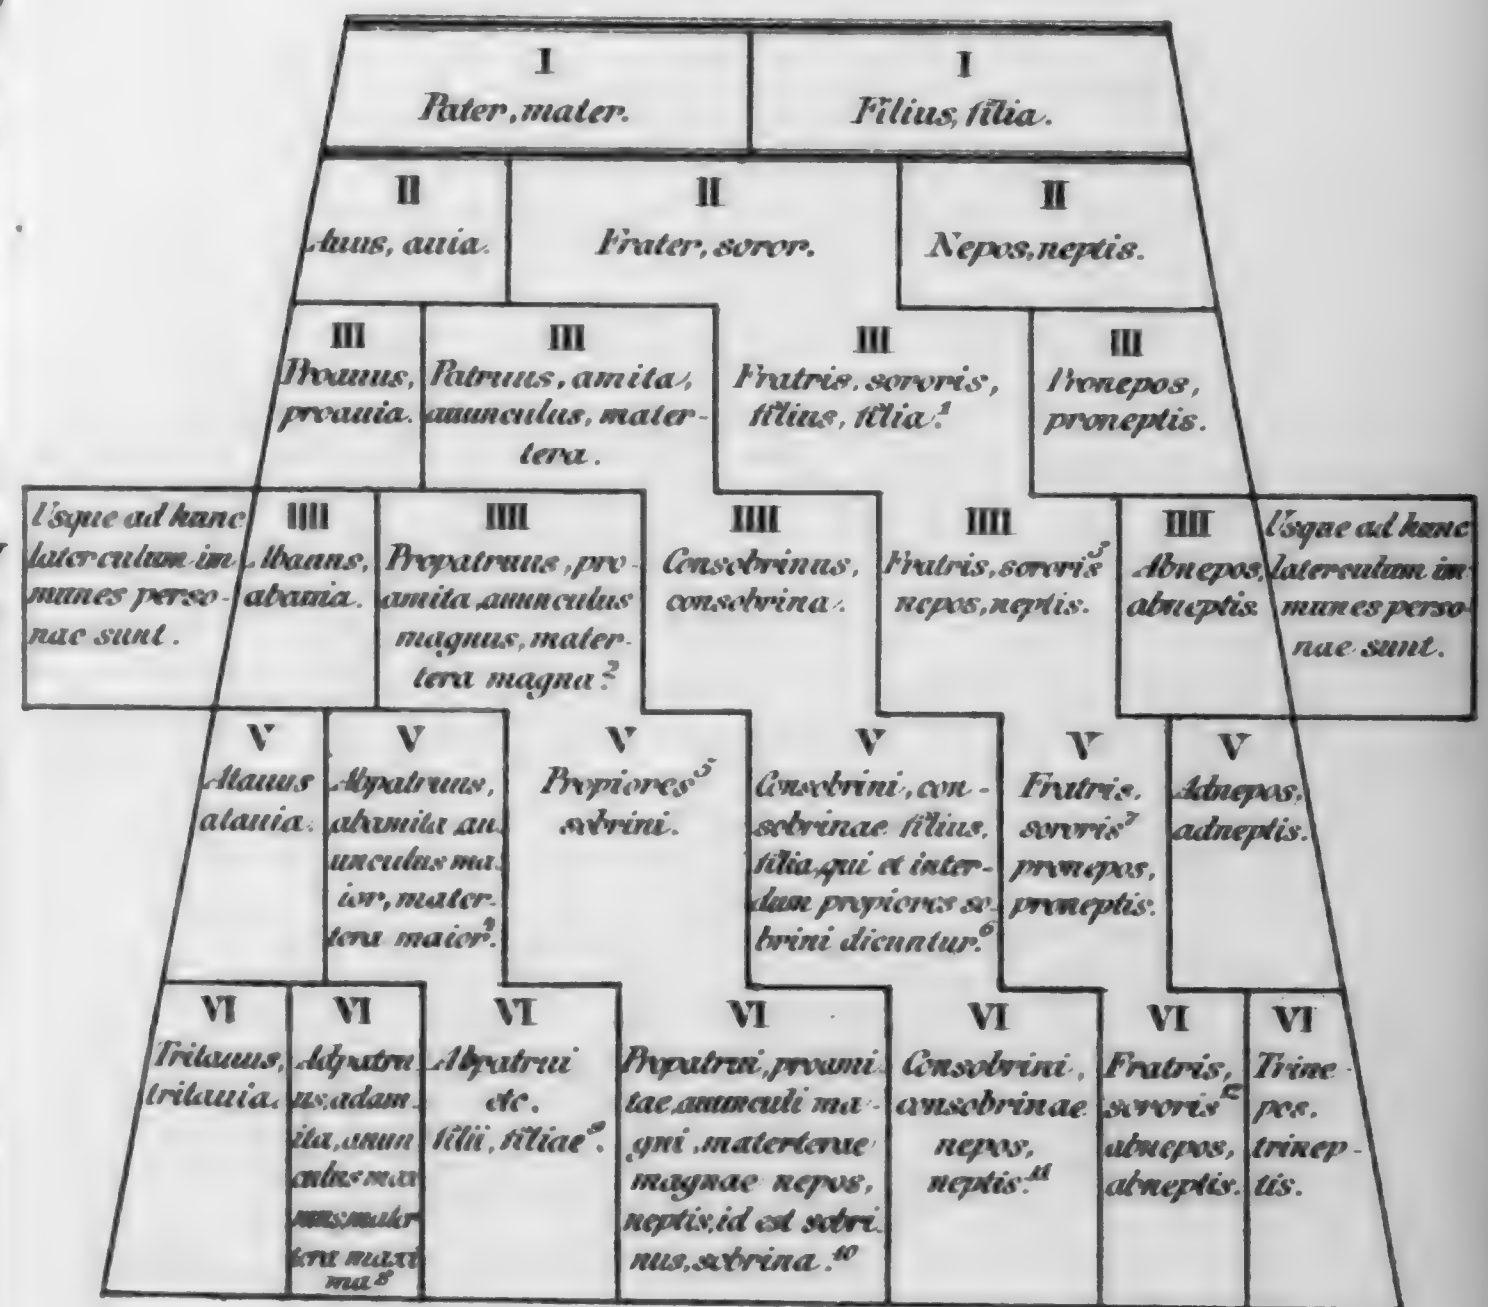 I
Pater, mater.
I
Filius, filia.
II
Auus, auia.
II
Frater, soror.
II
Nepos, neptis.
III
Proauus,
proauia.
III
Patruus, amita,
auunculus, mater-
tera.
III
Fratris, sororis,
filius, filia.1
III
Pronepos,
proneptis.
Usque ad hunc
laterculum im
munes perso-
nae sunt.
IIII
Abauus,
abauia.
IIII
Propatruus, pro-
amita, auunculus
magnus, mater-
tera magna.2
IIII
Consobrinus,
consobrina.
IIII
Fratris, sororis3
nepos, neptis.
IIII
Abnepos,
abneptis.
Usque ad hunc
laterculum im-
munes perso-
nae sunt.
V
Atauus
atauia.
V
Abpatruus,
abamita, au
unculus ma
ior, mater-
tera maior4.
V
Propiores5
sobrini.
V
Consobrini, con-
sobrinae filius,
filia, qui et inter-
dum propiores so-
brini dicuntur.6
V
Fratris,
sororis7
pronepos,
proneptis.
V
Adnepos,
adneptis.
VI
Tritauus,
tritauia.
VI
Adpatru
us, adam-
ita, auun
culus max
imus, mater
tera maxi
ma8
VI
Abpatrui
etc.
filii, filiae9.
VI
Propatrui, proami
tae, auunculi ma-
gni, materterae
magnae nepos,
neptis, id est sobri-
nus, sobrina.10
VI
Consobrini,
consobrinae
nepos,
neptis.11
VI
Fratris,
sororis12
abnepos,
abneptis.
VI
Trine-
pos,
trinep-
tis.